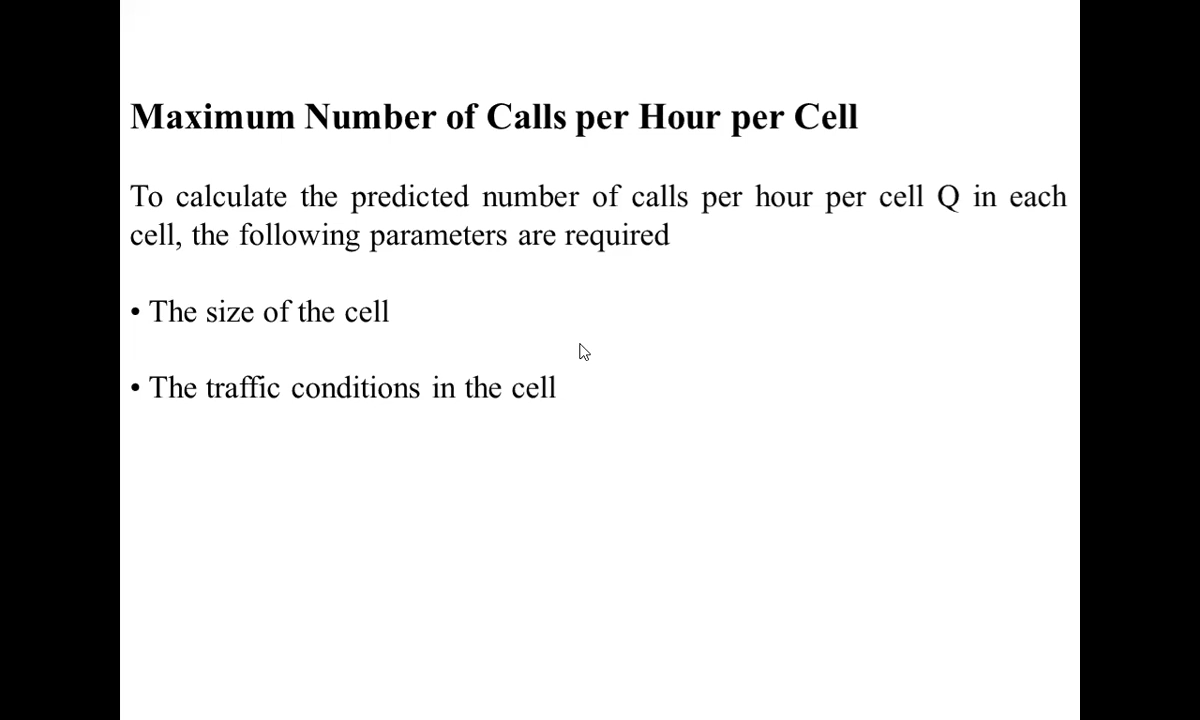 Maximum Number of Calls per Hour per Cell
To calculate the predicted number of calls per hour per cell Q in each
cell, the following parameters are required
• The size of the cell
• The traffic conditions in the cell